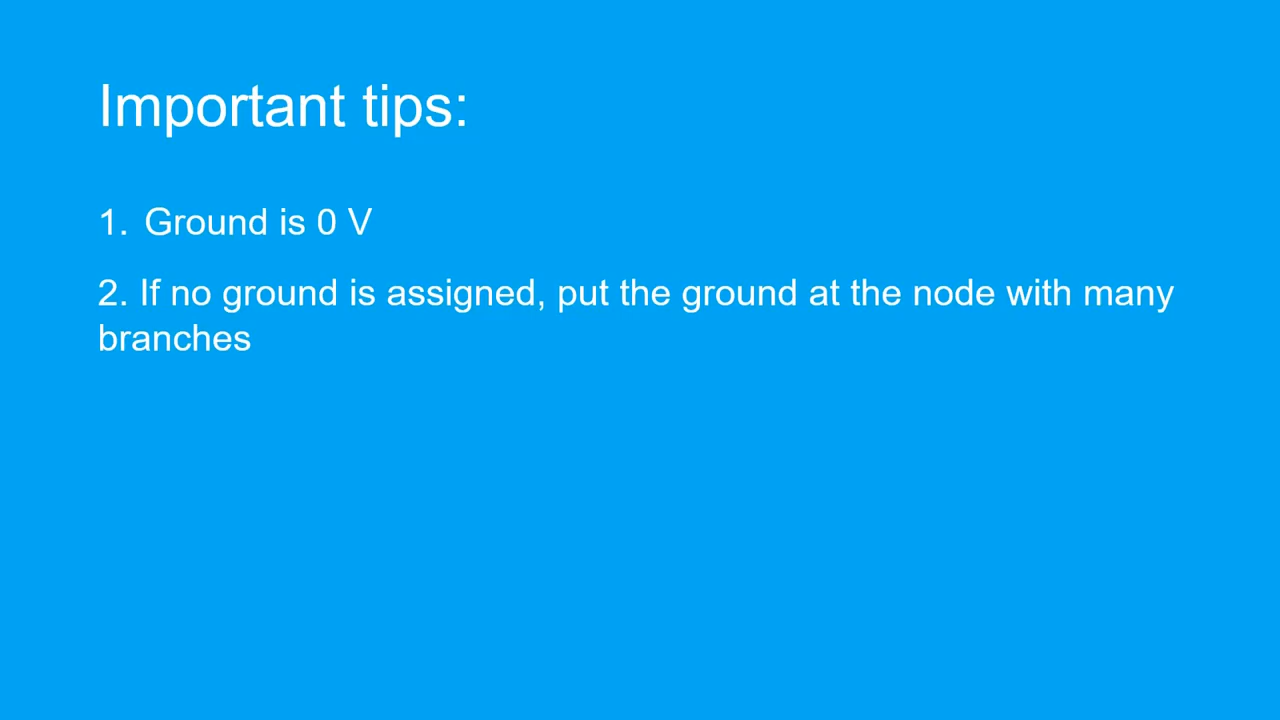 Important tips:
1. Ground is 0 V
2. If no ground is assigned, put the ground at the node with many
branches